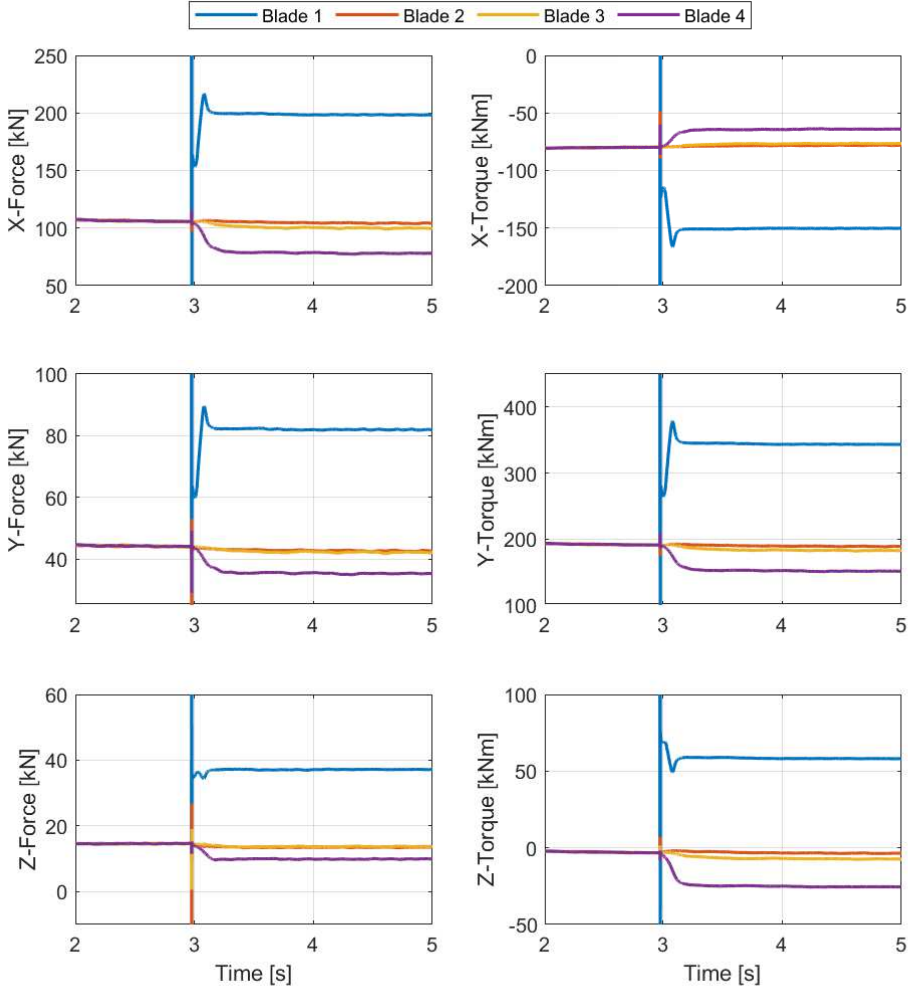 Blade 1 Blade 2 Blade 3 Blade 4
X-Force [kN]
250
200
150
100
50
2 3 4 5
X-Torque [kNm]
0
-50
-100
-150
-200
2 3 4 5
Y-Force [kN]
100
80
60
40
2 3 4 5
Y-Torque [kNm]
400
300
200
100
2 3 4 5
Z-Force [kN]
60
40
20
0
2 3 4 5
Time [s]
Z-Torque [kNm]
100
50
0
-50
2 3 4 5
Time [s]